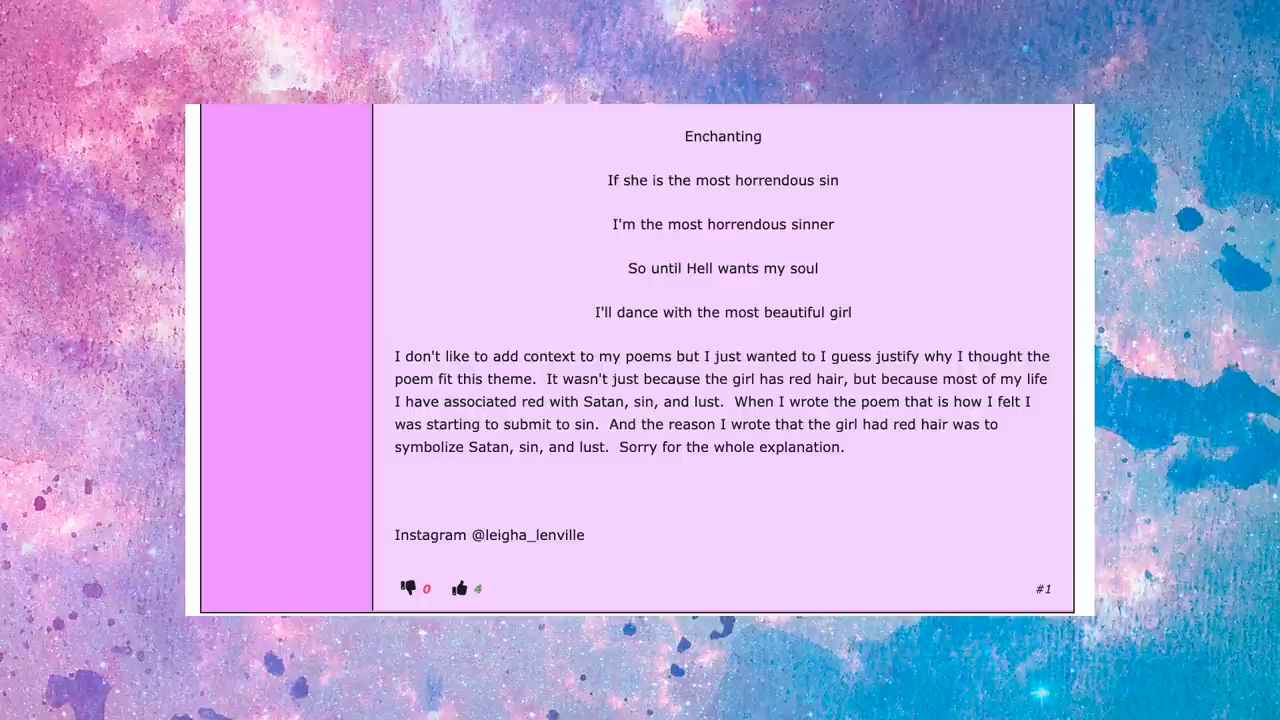 Enchanting
If she is the most horrendous sin
I'm the most horrendous sinner
So until Hell wants my soul
I'll dance with the most beautiful girl
I don't like to add context to my poems but I just wanted to I guess justify why I thought the
poem fit this theme.  It wasn't just because the girl has red hair, but because most of my life
I have associated red with Satan, sin, and lust.  When I wrote the poem that is how I felt I
was starting to submit to sin.  And the reason I wrote that the girl had red hair was to
symbolize Satan, sin, and lust.  Sorry for the whole explanation.
Instagram @leigha_lenville
0 4 #1